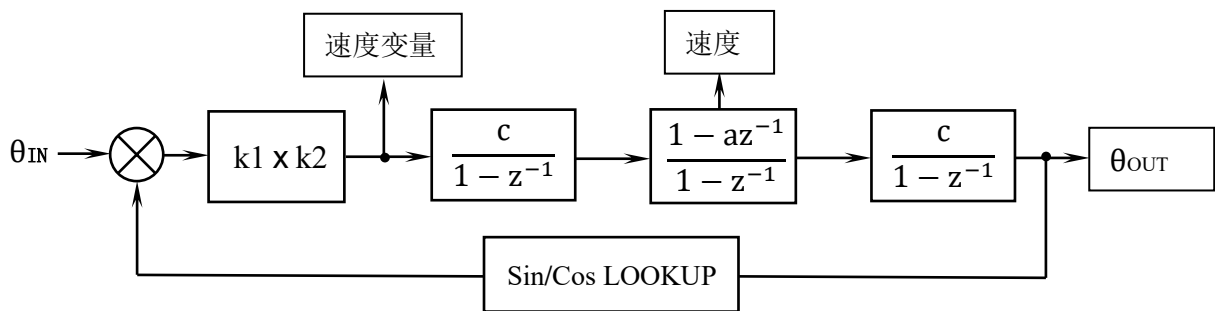 速度变量
速度
θIN
k1 x k2
c
1 − z⁻¹
1 − az⁻¹
1 − z⁻¹
c
1 − z⁻¹
θOUT
Sin/Cos LOOKUP